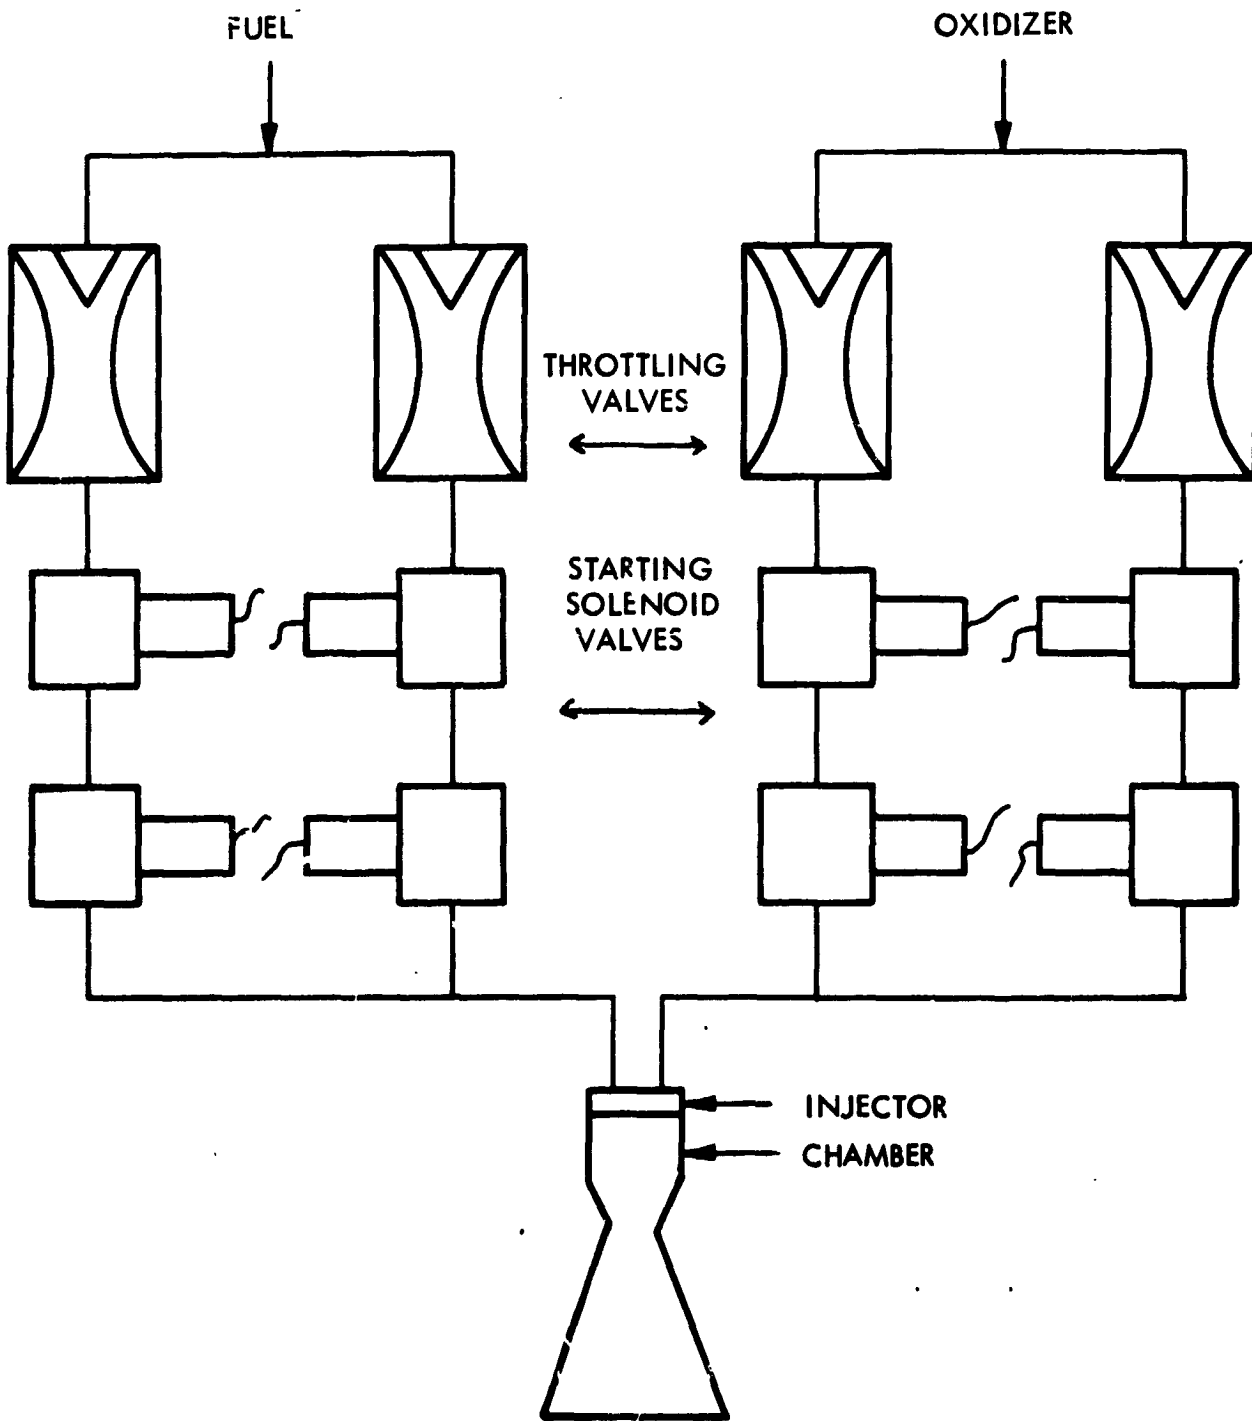 FUEL
OXIDIZER
THROTTLING
VALVES
STARTING
SOLENOID
VALVES
INJECTOR
CHAMBER